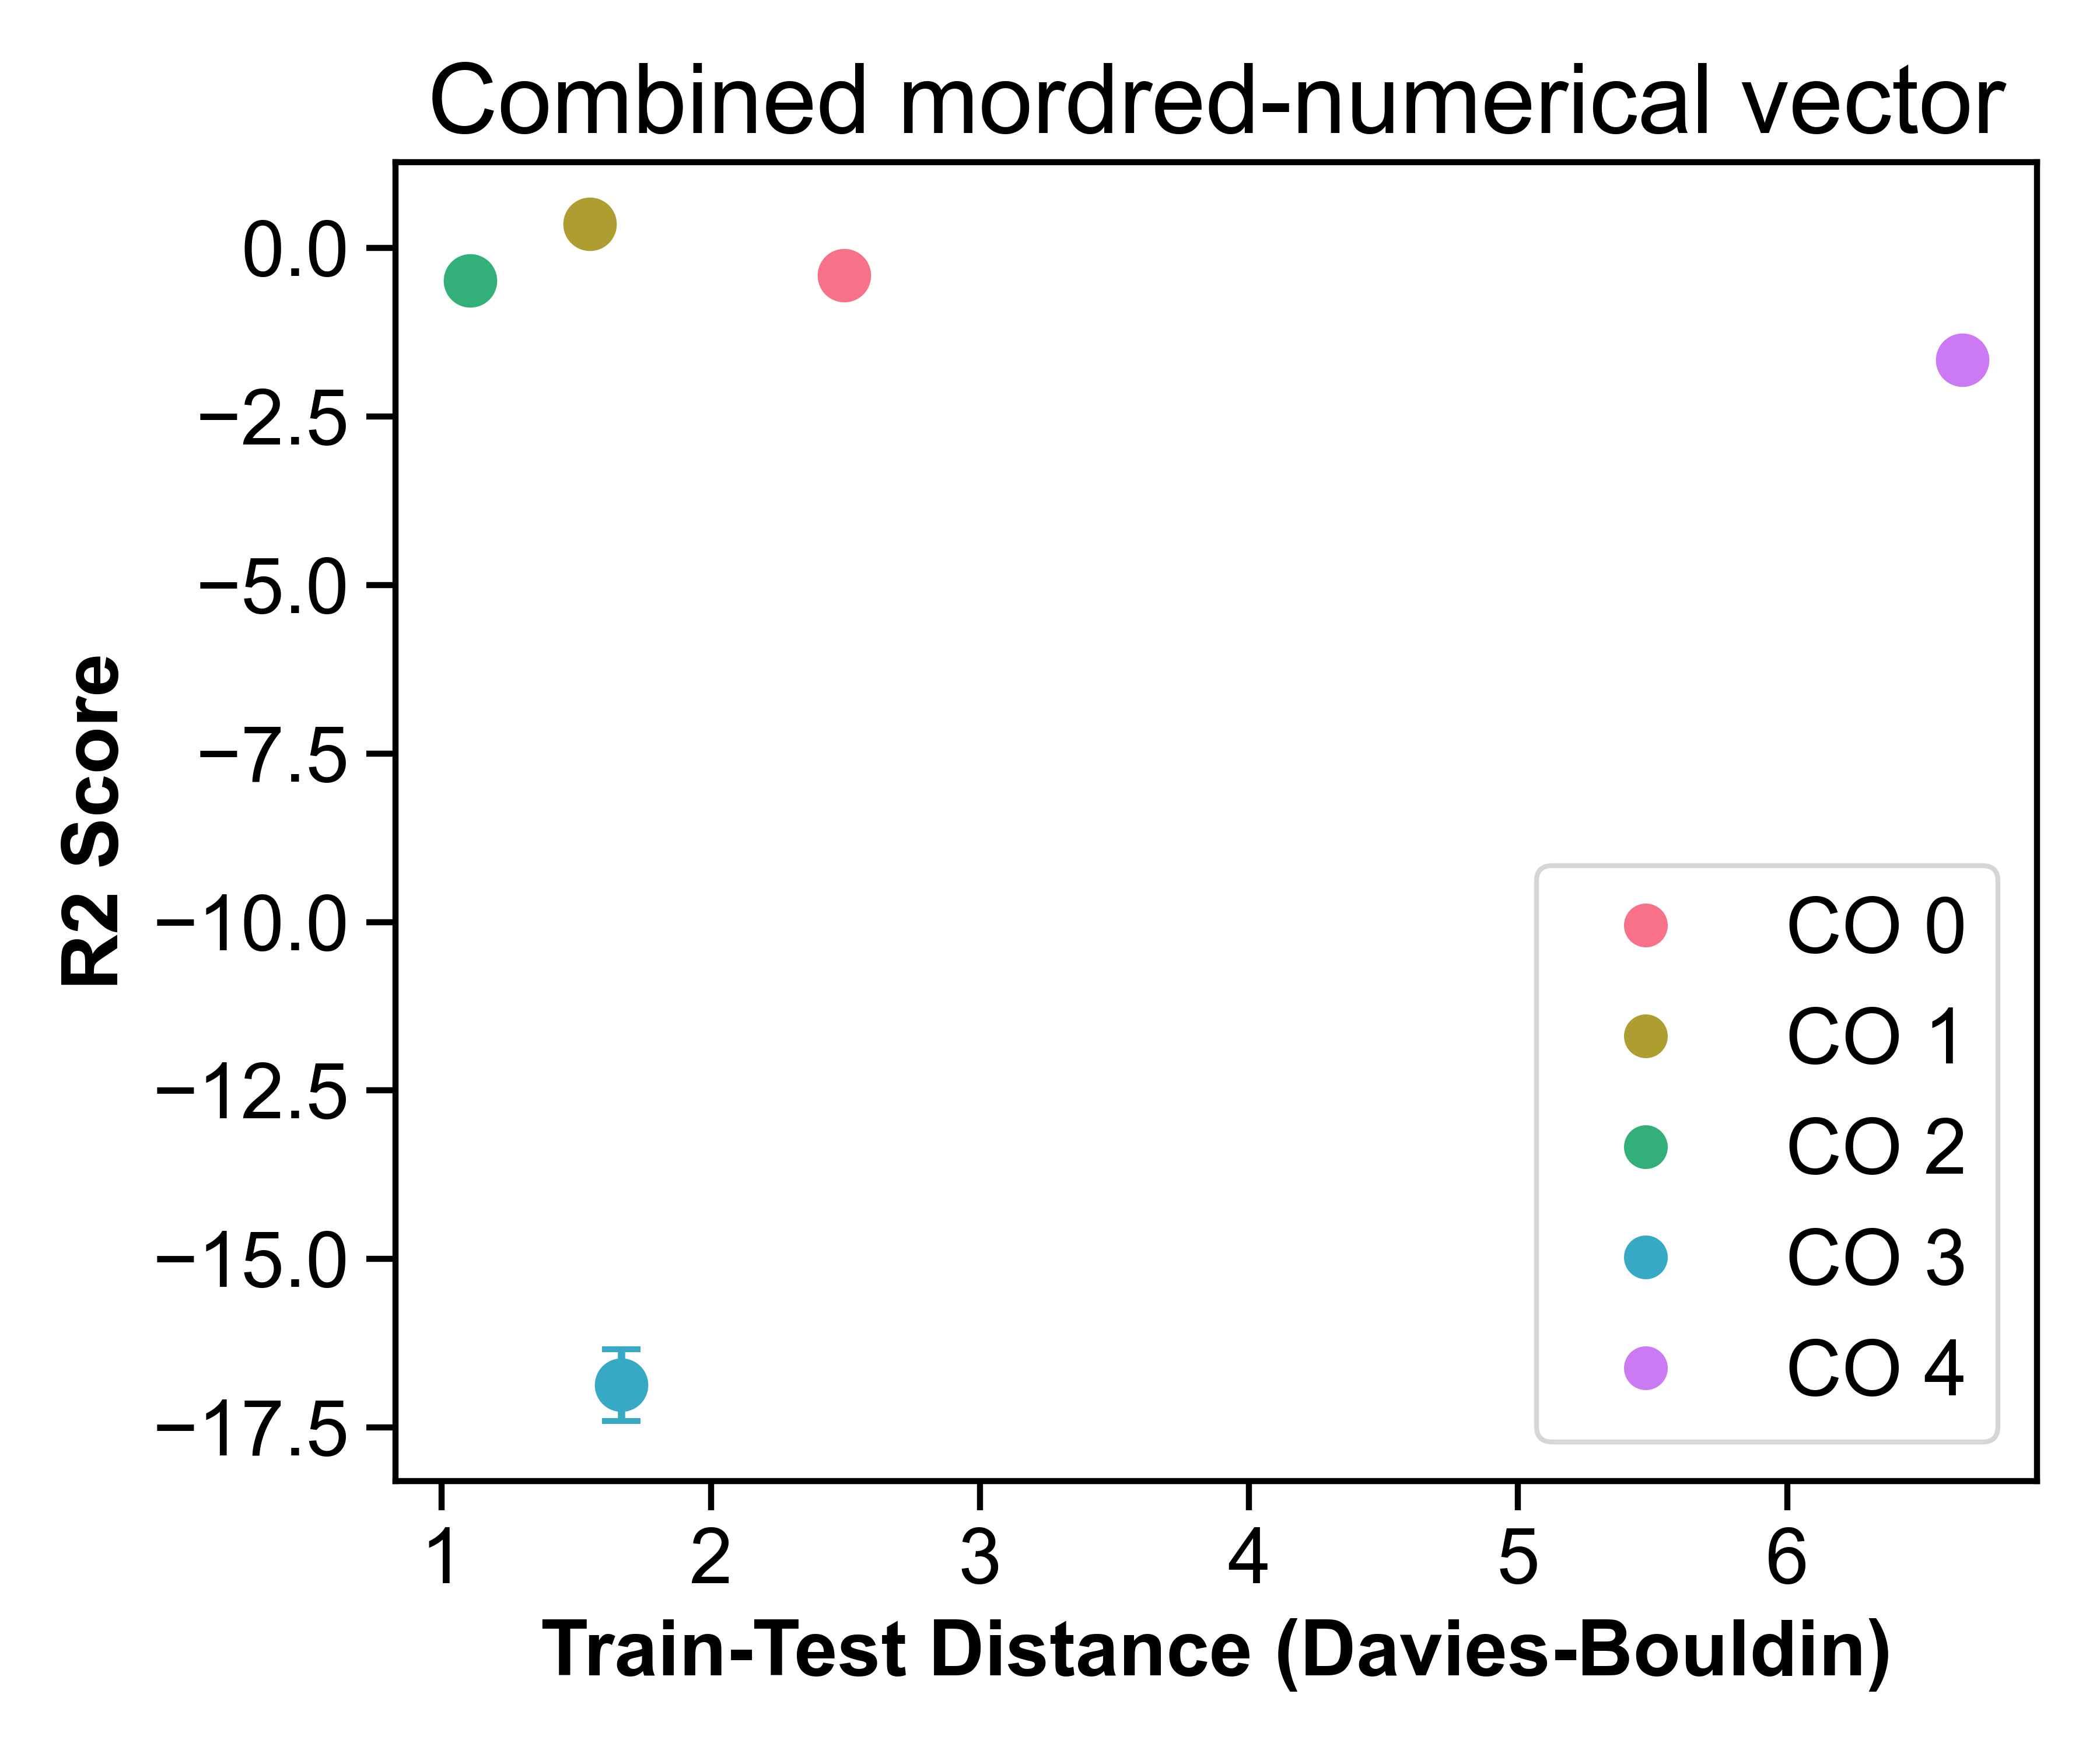 Combined mordred-numerical vector
0.0
−2.5
−5.0
−7.5
−10.0
−12.5
−15.0
−17.5
R2 Score
CO 0
CO 1
CO 2
CO 3
CO 4
1 2 3 4 5 6
Train-Test Distance (Davies-Bouldin)